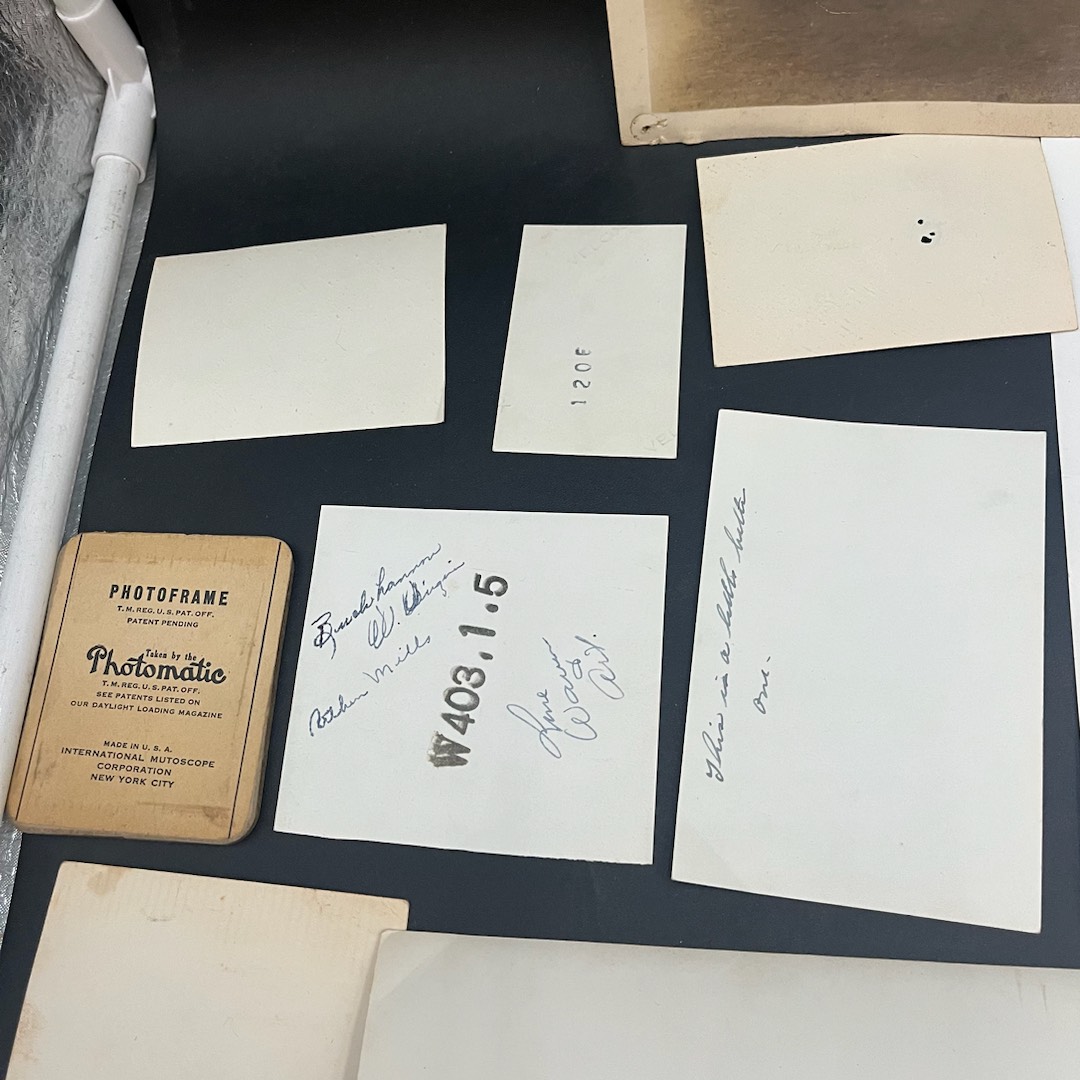 120E
PHOTOFRAME
T. M. REG. U. S. PAT. OFF.
PATENT PENDING
Taken by the
Photomatic
T. M. REG. U. S. PAT. OFF.
SEE PATENTS LISTED ON
OUR DAYLIGHT LOADING MAGAZINE
MADE IN U. S. A.
INTERNATIONAL MUTOSCOPE
CORPORATION
NEW YORK CITY
W.
Mills
W403.1.5
&
Art.
This is a little better
one.